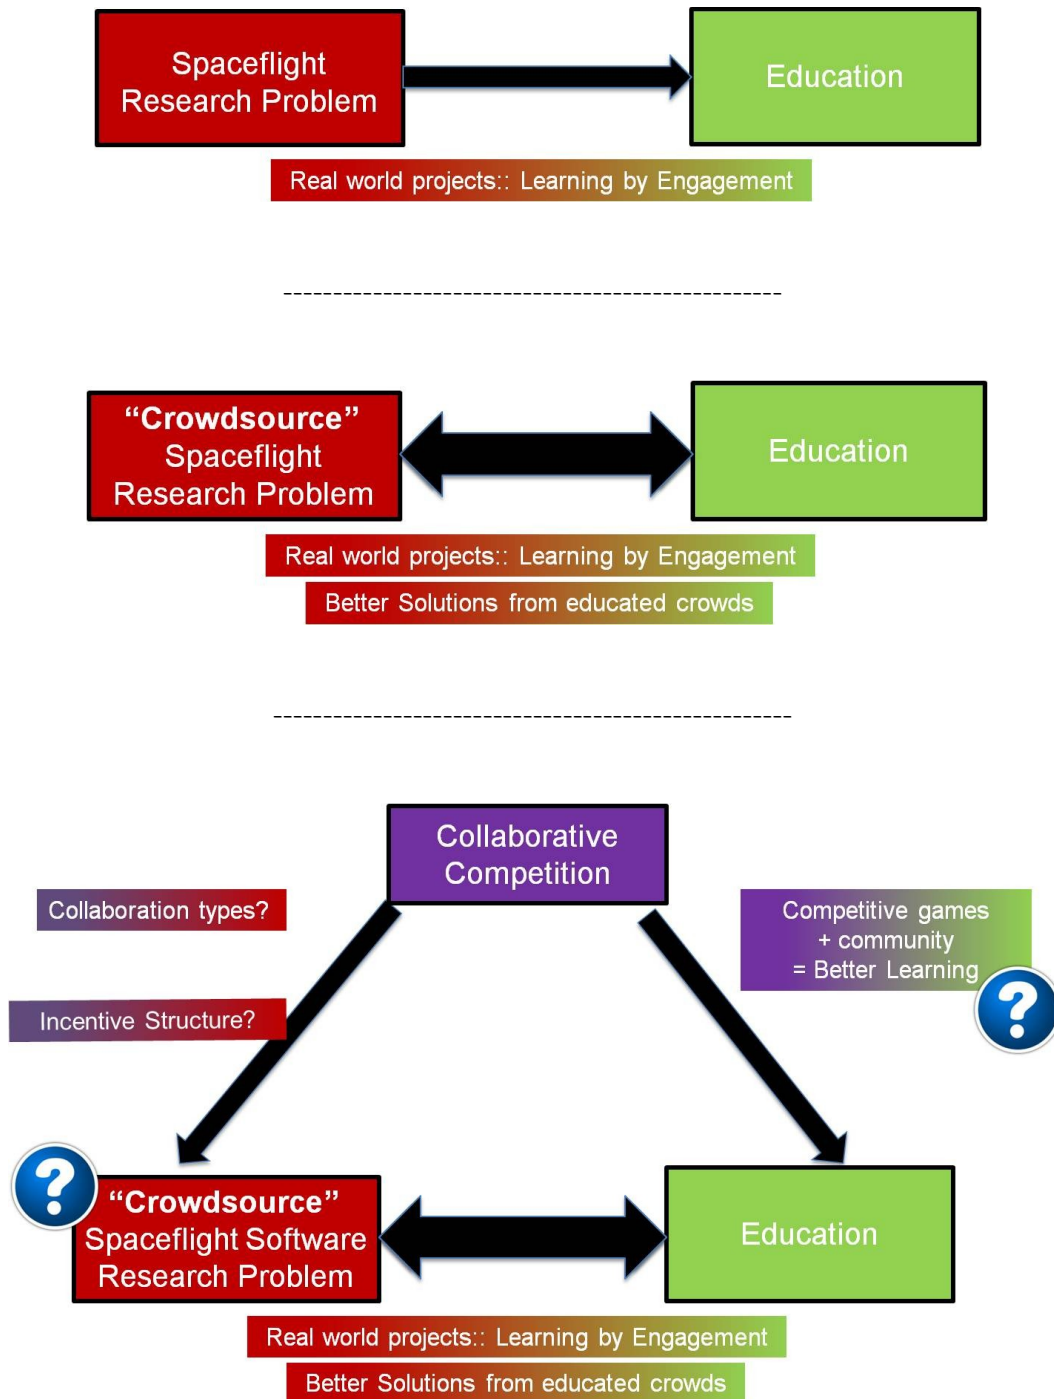 Spaceflight
Research Problem
Education
Real world projects:: Learning by Engagement
“Crowdsource”
Spaceflight
Research Problem
Education
Real world projects:: Learning by Engagement
Better Solutions from educated crowds
Collaborative
Competition
Collaboration types?
Competitive games
+ community
= Better Learning
?
Incentive Structure?
?
“Crowdsource”
Spaceflight Software
Research Problem
Education
Real world projects:: Learning by Engagement
Better Solutions from educated crowds